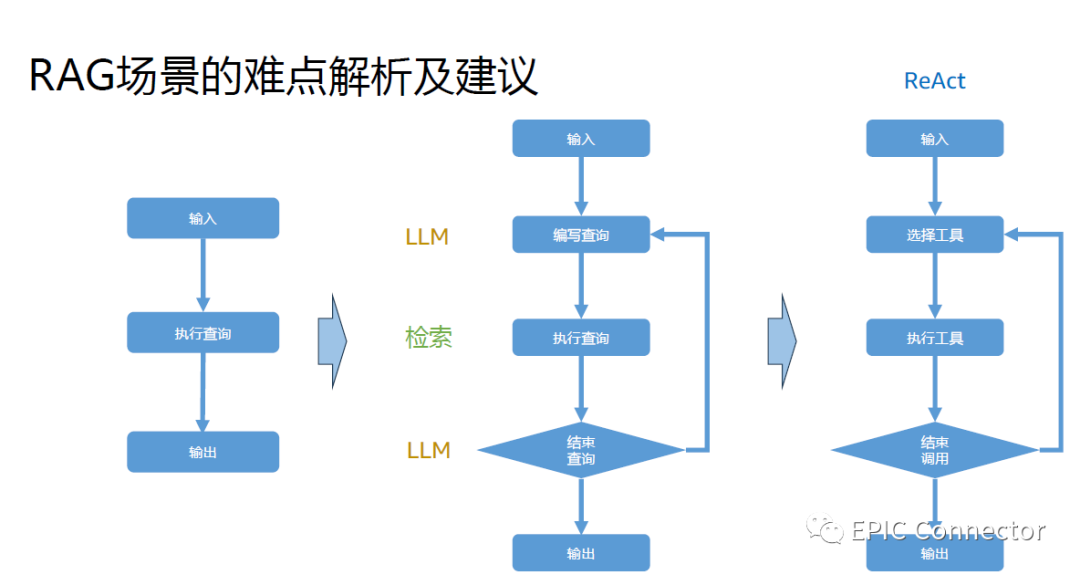 RAG场景的难点解析及建议
输入
执行查询
输出
LLM
检索
LLM
输入
编写查询
执行查询
结束
查询
输出
ReAct
输入
选择工具
执行工具
结束
调用
输出
EPIC Connector